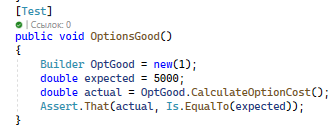 [Test]
| Ссылок: 0
public void OptionsGood()
{
Builder OptGood = new(1);
double expected = 5000;
double actual = OptGood.CalculateOptionCost();
Assert.That(actual, Is.EqualTo(expected));
}